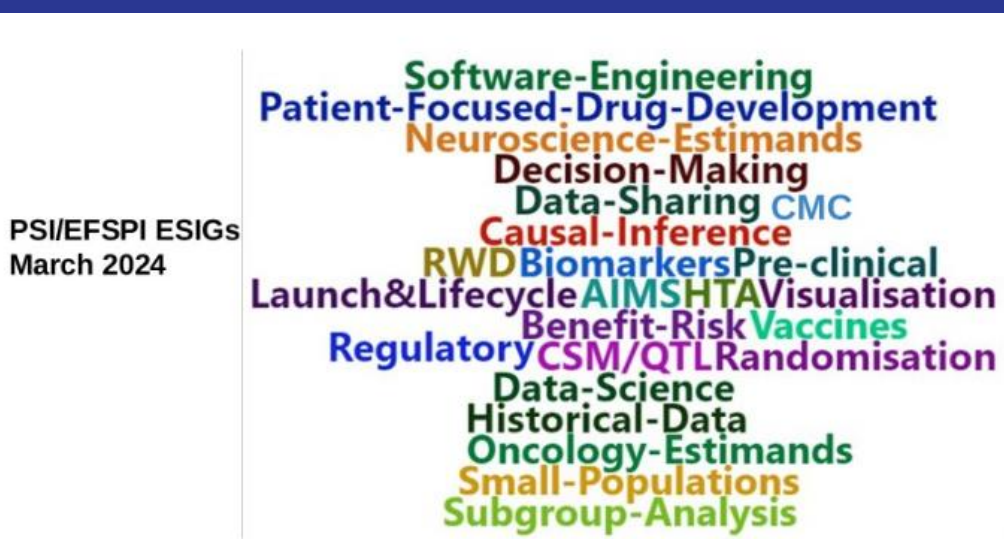 PSI/EFSPI ESIGs
March 2024
Software-Engineering
Patient-Focused-Drug-Development
Neuroscience-Estimands
Decision-Making
Data-Sharing CMC
Causal-Inference
RWD Biomarkers Pre-clinical
Launch&Lifecycle AIMS HTA Visualisation
Benefit-Risk Vaccines
Regulatory CSM/QTL Randomisation
Data-Science
Historical-Data
Oncology-Estimands
Small-Populations
Subgroup-Analysis